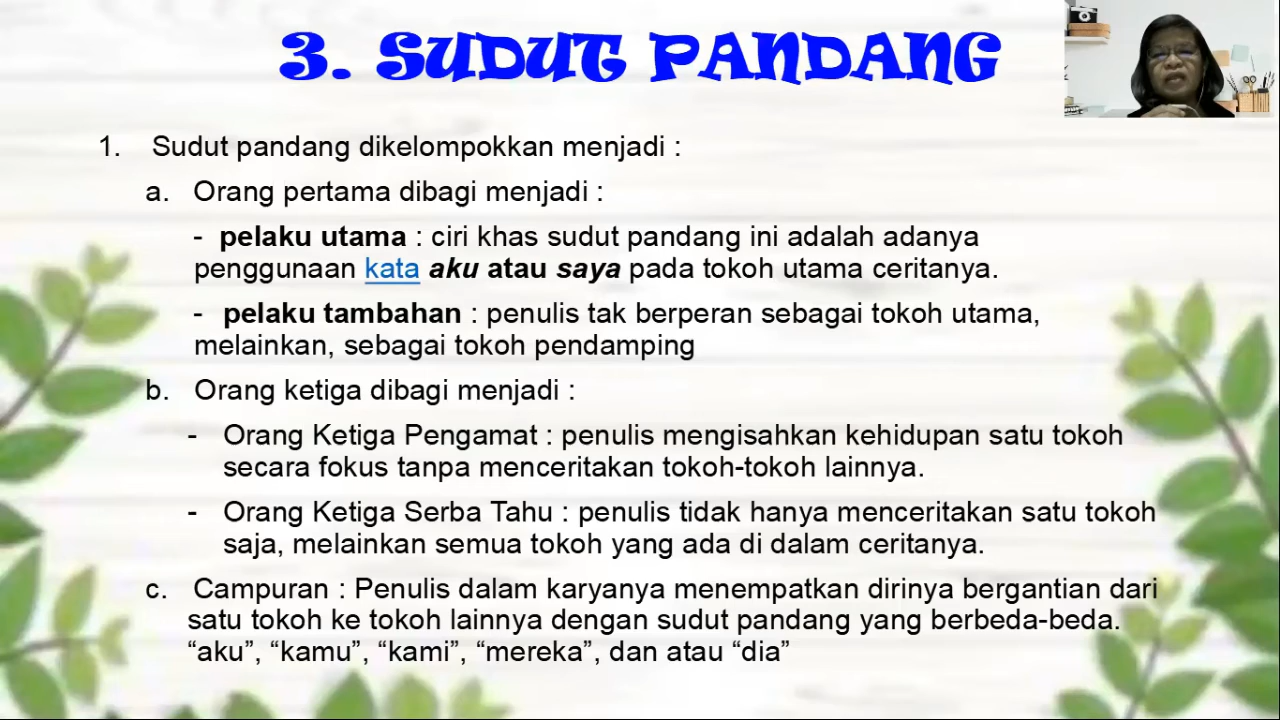 3. SUDUT PANDANG
1. Sudut pandang dikelompokkan menjadi :
a. Orang pertama dibagi menjadi :
- pelaku utama : ciri khas sudut pandang ini adalah adanya
penggunaan kata aku atau saya pada tokoh utama ceritanya.
- pelaku tambahan : penulis tak berperan sebagai tokoh utama,
melainkan, sebagai tokoh pendamping
b. Orang ketiga dibagi menjadi :
- Orang Ketiga Pengamat : penulis mengisahkan kehidupan satu tokoh
secara fokus tanpa menceritakan tokoh-tokoh lainnya.
- Orang Ketiga Serba Tahu : penulis tidak hanya menceritakan satu tokoh
saja, melainkan semua tokoh yang ada di dalam ceritanya.
c. Campuran : Penulis dalam karyanya menempatkan dirinya bergantian dari
satu tokoh ke tokoh lainnya dengan sudut pandang yang berbeda-beda.
“aku”, “kamu”, “kami”, “mereka”, dan atau “dia”